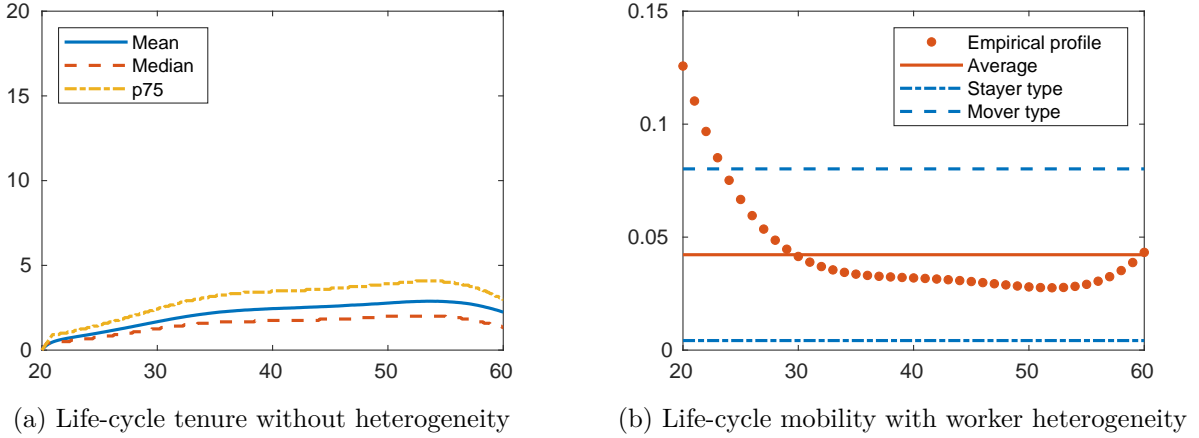 20
15
10
5
0
20
30
40
50
60
Mean
Median
p75
(a) Life-cycle tenure without heterogeneity
0.15
0.1
0.05
0
20
30
40
50
60
Empirical profile
Average
Stayer type
Mover type
(b) Life-cycle mobility with worker heterogeneity